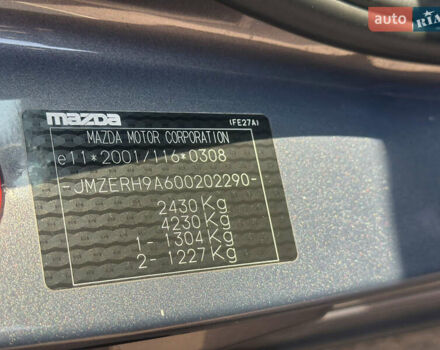 auto RIA
mazda (FE27A)
MAZDA MOTOR CORPORATION
e11*2001/116*0308
-JMZERH9A600202290-
2430 Kg
4230 Kg
1- 1304 Kg
2- 1227 Kg